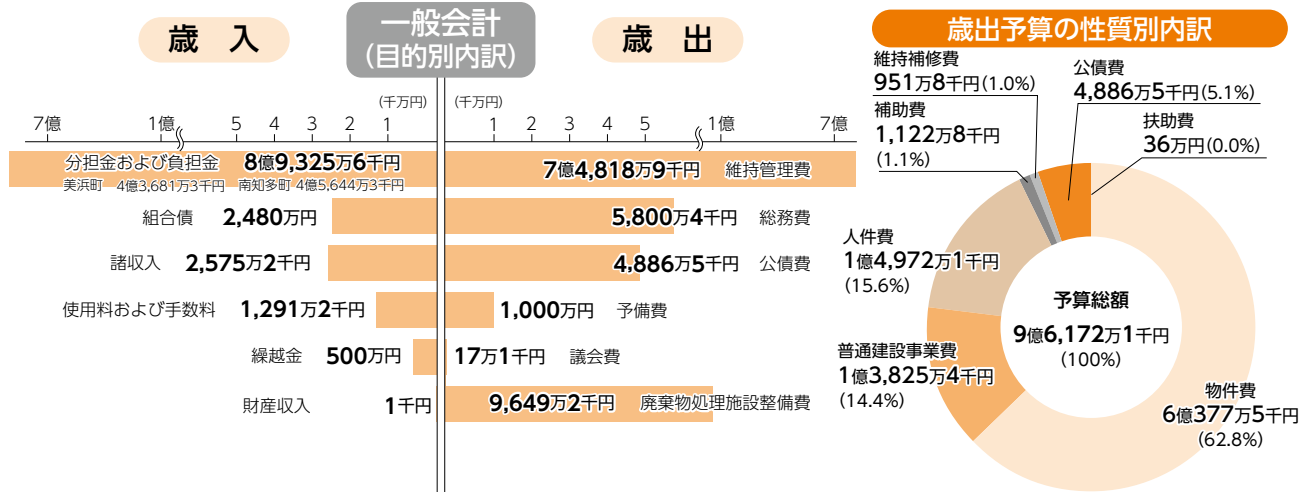 歳入
一般会計
(目的別内訳)
歳出
(千万円)
(千万円)
7億 1億 5 4 3 2 1
1 2 3 4 5 1億 7億
分担金および負担金 8億9,325万6千円
美浜町 4億3,681万3千円 南知多町 4億5,644万3千円
7億4,818万9千円 維持管理費
組合債 2,480万円
5,800万4千円 総務費
諸収入 2,575万2千円
4,886万5千円 公債費
使用料および手数料 1,291万2千円
1,000万円 予備費
繰越金 500万円
17万1千円 議会費
財産収入 1千円
9,649万2千円 廃棄物処理施設整備費
歳出予算の性質別内訳
維持補修費
951万8千円(1.0%)
補助費
1,122万8千円
(1.1%)
公債費
4,886万5千円(5.1%)
扶助費
36万円(0.0%)
人件費
1億4,972万1千円
(15.6%)
普通建設事業費
1億3,825万4千円
(14.4%)
予算総額
9億6,172万1千円
(100%)
物件費
6億377万5千円
(62.8%)